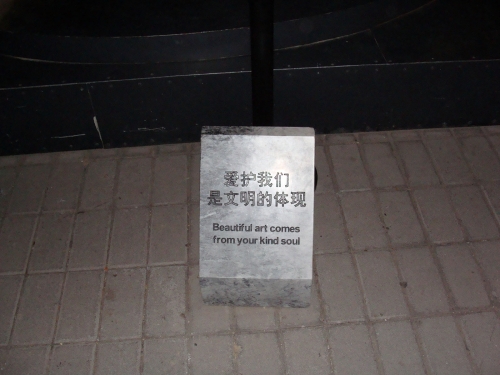 爱护我们
是文明的体现
Beautiful art comes
from your kind soul